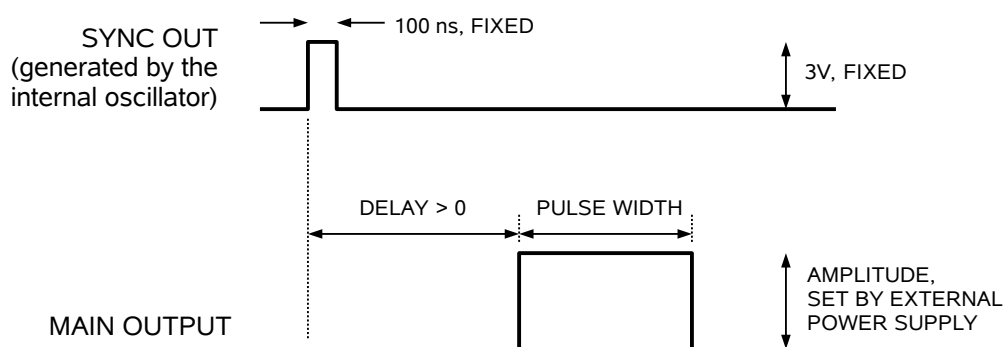 100 ns, FIXED
SYNC OUT
(generated by the
internal oscillator)
3V, FIXED
DELAY > 0
PULSE WIDTH
AMPLITUDE,
SET BY EXTERNAL
POWER SUPPLY
MAIN OUTPUT